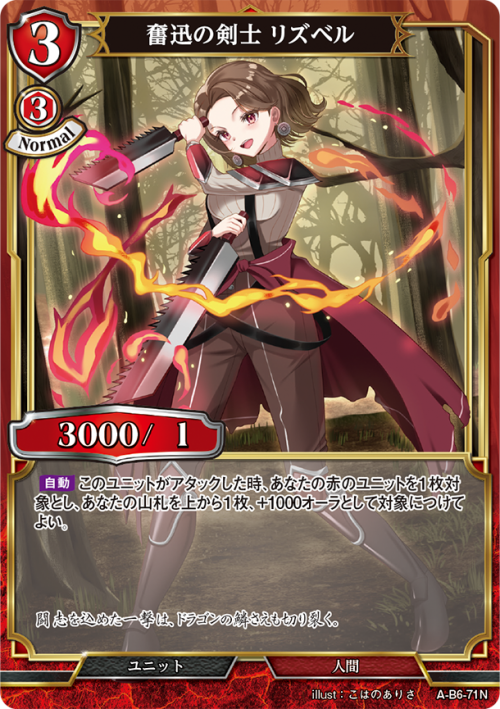 3
奮迅の剣士 リズベル
3
Normal
3000/ 1
自動 このユニットがアタックした時、あなたの赤のユニットを1枚対
象とし、あなたの山札を上から1枚、+1000オーラとして対象につけて
よい。
闘志を込めた一撃は、ドラゴンの鱗さえも切り裂く。
ユニット
人間
illust：こはのありさ A-B6-71N